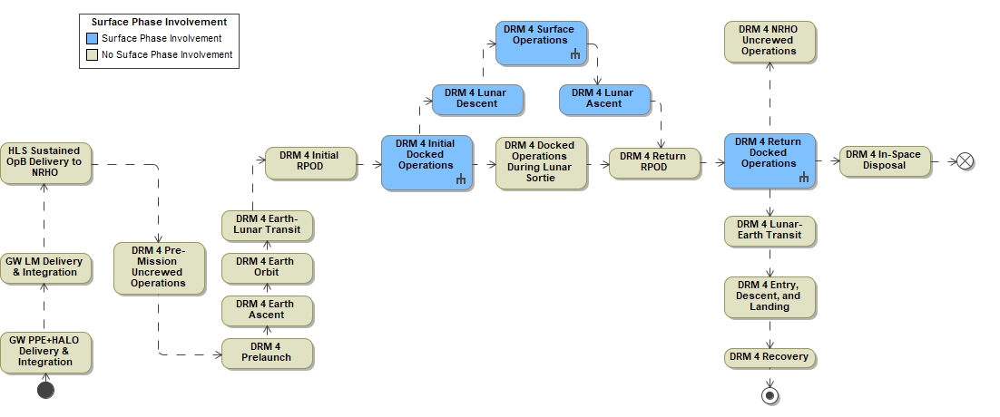 Surface Phase Involvement
Surface Phase Involvement
No Suface Phase Involvement
DRM 4 Surface
Operations
DRM 4 NRHO
Uncrewed
Operations
DRM 4 Lunar
Descent
DRM 4 Lunar
Ascent
HLS Sustained
OpB Delivery to
NRHO
DRM 4 Initial
RPOD
DRM 4 Initial
Docked
Operations
DRM 4 Docked
Operations
During Lunar
Sortie
DRM 4 Return
RPOD
DRM 4 Return
Docked
Operations
DRM 4 In-Space
Disposal
DRM 4 Earth-
Lunar Transit
DRM 4 Lunar-
Earth Transit
GW LM Delivery
& Integration
DRM 4 Pre-
Mission
Uncrewed
Operations
DRM 4 Earth
Orbit
DRM 4 Entry,
Descent, and
Landing
DRM 4 Earth
Ascent
GW PPE+HALO
Delivery &
Integration
DRM 4
Prelaunch
DRM 4 Recovery